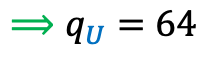 ⟹ q_U = 64